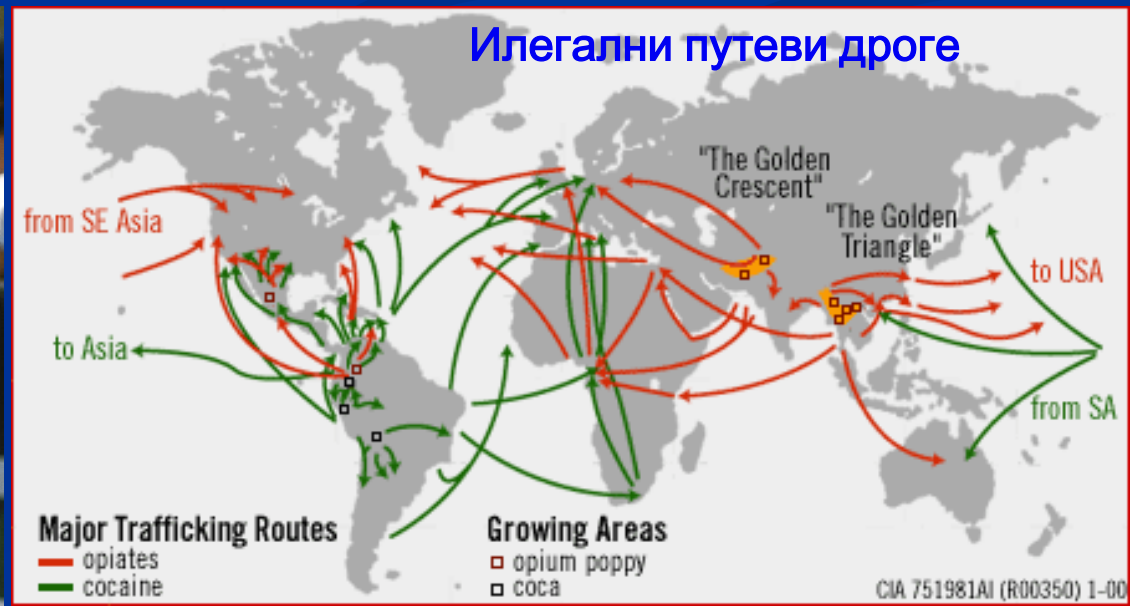 Илегални путеви дроге
"The Golden
Crescent"
"The Golden
Triangle"
from SE Asia
to USA
to Asia
from SA
Major Trafficking Routes
opiates
cocaine
Growing Areas
opium poppy
coca
CIA 751981AI (R00350) 1-00